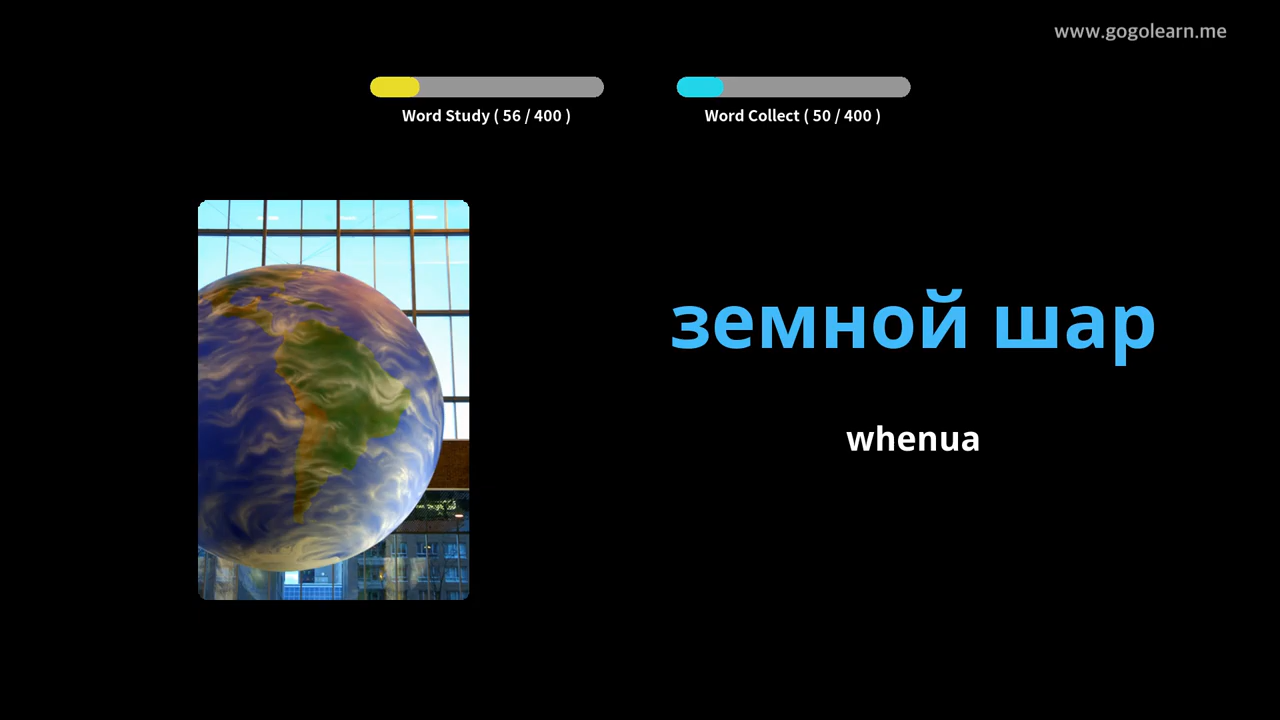 www.gogolearn.me
Word Study ( 56 / 400 )
Word Collect ( 50 / 400 )
земной шар
whenua